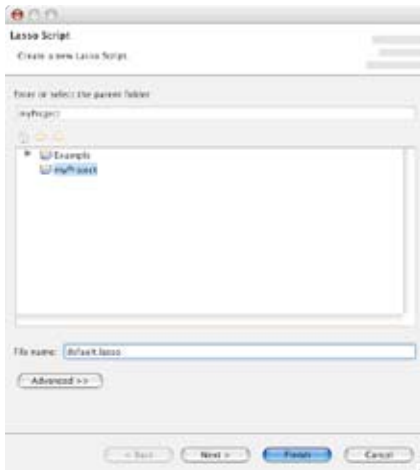 Lasso Script
Create a new Lasso Script.
Enter or select the parent folder:
myProject
Example
myProject
File name: default.lasso
Advanced >>
< Back Next > Finish Cancel